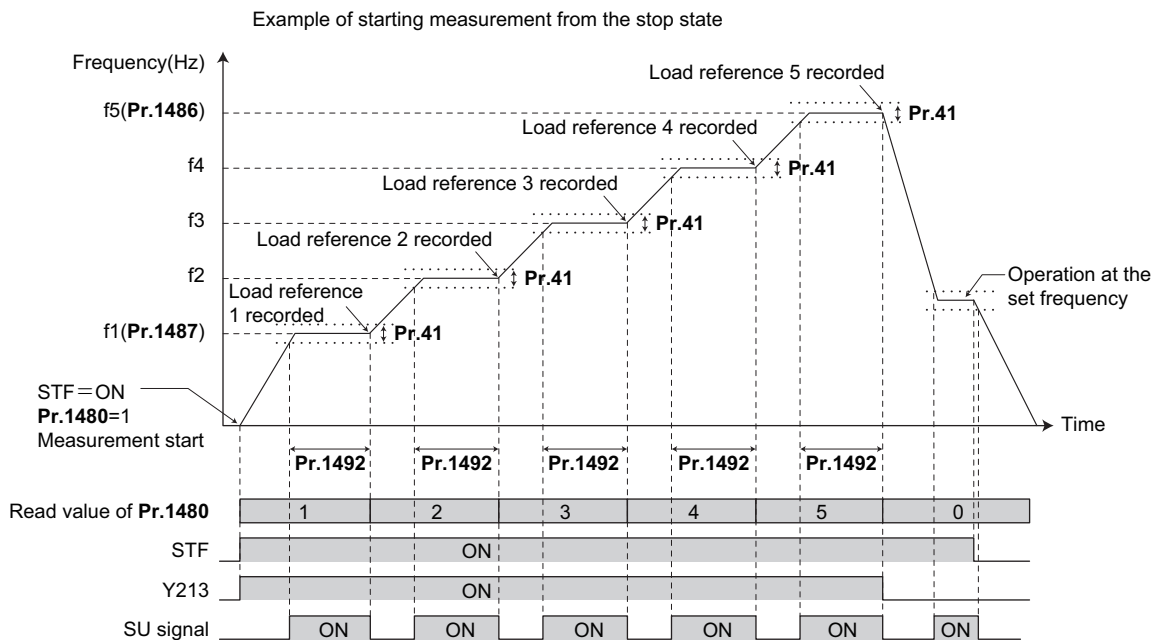 Example of starting measurement from the stop state
Frequency(Hz)
Load reference 5 recorded
f5(Pr.1486)
Pr.41
Load reference 4 recorded
f4
Pr.41
Load reference 3 recorded
f3
Pr.41
Load reference 2 recorded
f2
Pr.41
Operation at the
set frequency
Load reference
1 recorded
f1(Pr.1487)
Pr.41
STF=ON
Pr.1480=1
Measurement start
Time
Pr.1492 Pr.1492 Pr.1492 Pr.1492 Pr.1492
Read value of Pr.1480 1 2 3 4 5 0
STF ON
Y213 ON
SU signal ON ON ON ON ON ON